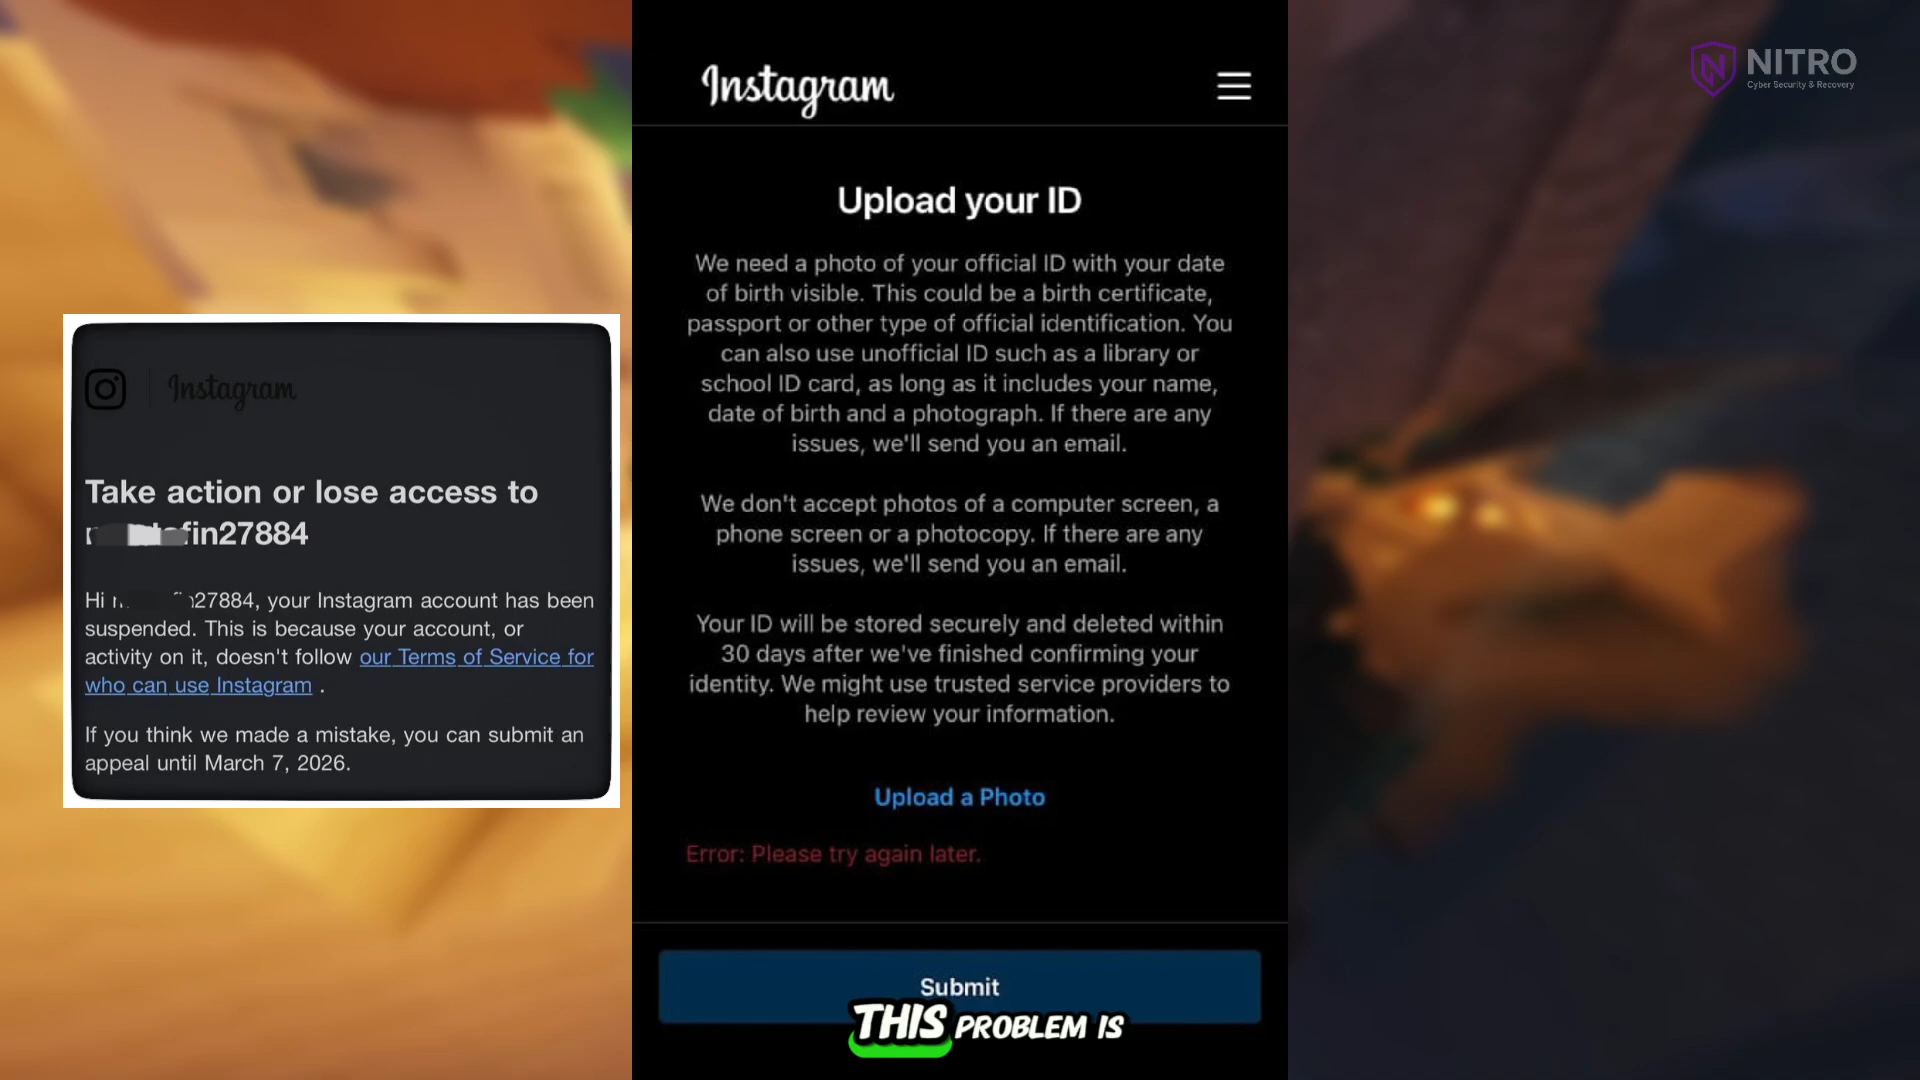 Instagram
Take action or lose access to
fin27884
Hi 27884, your Instagram account has been
suspended. This is because your account, or
activity on it, doesn't follow our Terms of Service for
who can use Instagram .
If you think we made a mistake, you can submit an
appeal until March 7, 2026.
Instagram
Upload your ID
We need a photo of your official ID with your date
of birth visible. This could be a birth certificate,
passport or other type of official identification. You
can also use unofficial ID such as a library or
school ID card, as long as it includes your name,
date of birth and a photograph. If there are any
issues, we'll send you an email.
We don't accept photos of a computer screen, a
phone screen or a photocopy. If there are any
issues, we'll send you an email.
Your ID will be stored securely and deleted within
30 days after we've finished confirming your
identity. We might use trusted service providers to
help review your information.
Upload a Photo
Error: Please try again later.
Submit
THIS PROBLEM IS
NITRO
Cyber Security & Recovery